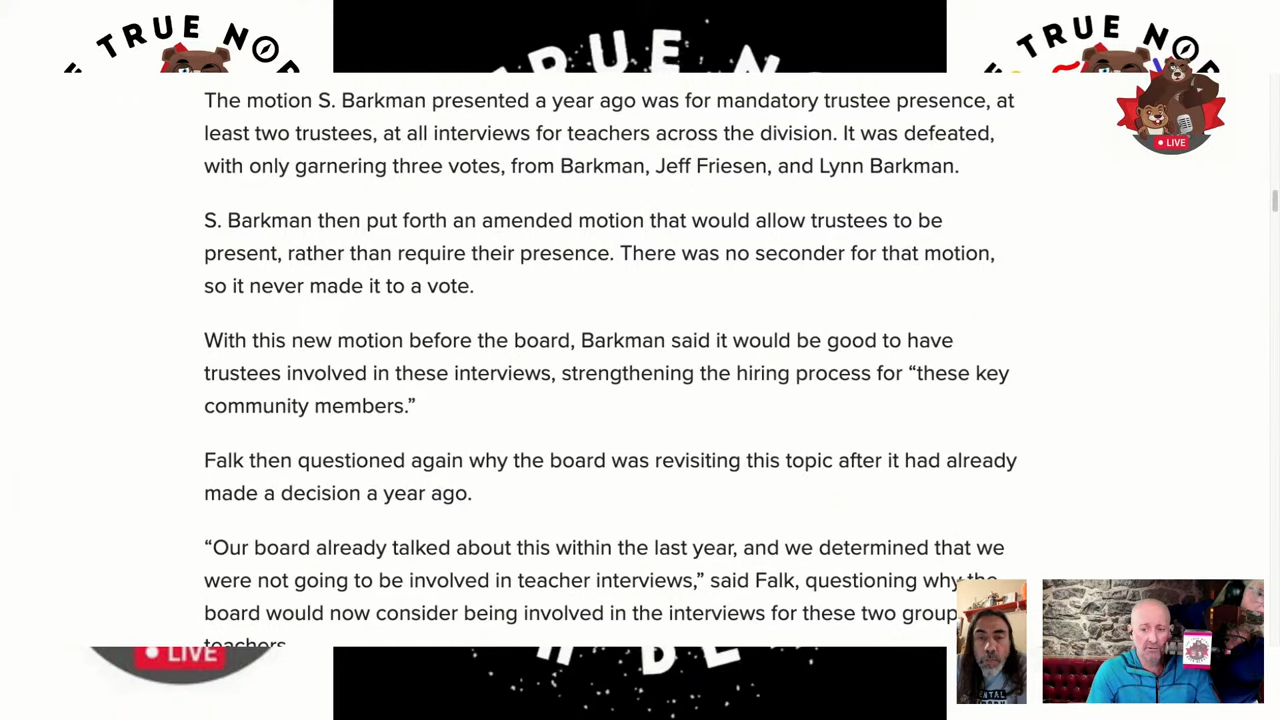 TRUE NOR
TRUE NO
TRUE NOR
LIVE
The motion S. Barkman presented a year ago was for mandatory trustee presence, at
least two trustees, at all interviews for teachers across the division. It was defeated,
with only garnering three votes, from Barkman, Jeff Friesen, and Lynn Barkman.
S. Barkman then put forth an amended motion that would allow trustees to be
present, rather than require their presence. There was no seconder for that motion,
so it never made it to a vote.
With this new motion before the board, Barkman said it would be good to have
trustees involved in these interviews, strengthening the hiring process for “these key
community members.”
Falk then questioned again why the board was revisiting this topic after it had already
made a decision a year ago.
“Our board already talked about this within the last year, and we determined that we
were not going to be involved in teacher interviews,” said Falk, questioning why the
board would now consider being involved in the interviews for these two group
teachers
LIVE